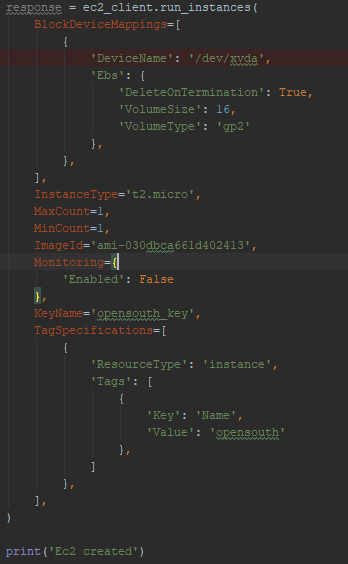 response = ec2_client.run_instances(
    BlockDeviceMappings=[
        {
            'DeviceName': '/dev/xvda',
            'Ebs': {
                'DeleteOnTermination': True,
                'VolumeSize': 16,
                'VolumeType': 'gp2'
            },
        },
    ],
    InstanceType='t2.micro',
    MaxCount=1,
    MinCount=1,
    ImageId='ami-030dbca661d402413',
    Monitoring={
        'Enabled': False
    },
    KeyName='opensouth_key',
    TagSpecifications=[
        {
            'ResourceType': 'instance',
            'Tags': [
                {
                    'Key': 'Name',
                    'Value': 'opensouth'
                },
            ]
        },
    ],
)
print('Ec2 created')